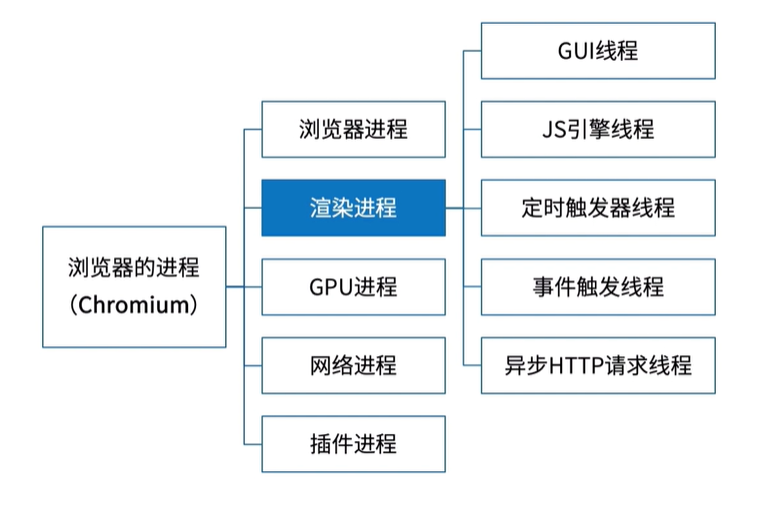 浏览器的进程
（Chromium）
浏览器进程
渲染进程
GPU进程
网络进程
插件进程
GUI线程
JS引擎线程
定时触发器线程
事件触发线程
异步HTTP请求线程